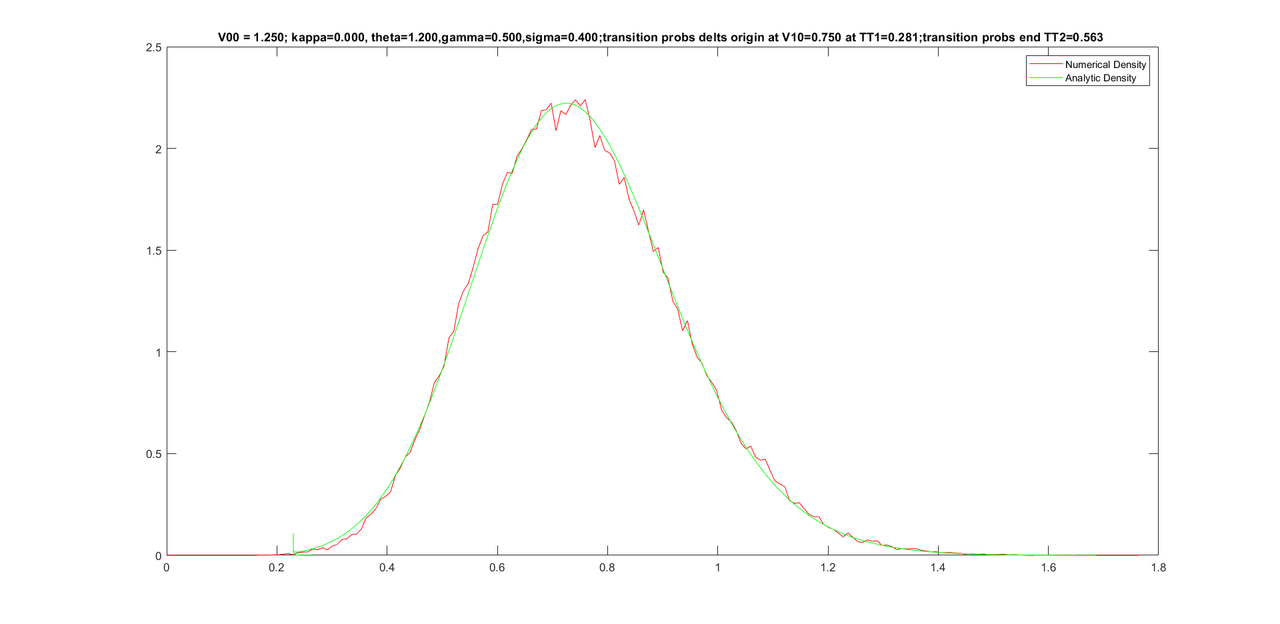 V00 = 1.250; kappa=0.000, theta=1.200,gamma=0.500,sigma=0.400;transition probs delts origin at V10=0.750 at TT1=0.281;transition probs end TT2=0.563
2.5
2
1.5
1
0.5
0
Numerical Density
Analytic Density
0 0.2 0.4 0.6 0.8 1 1.2 1.4 1.6 1.8